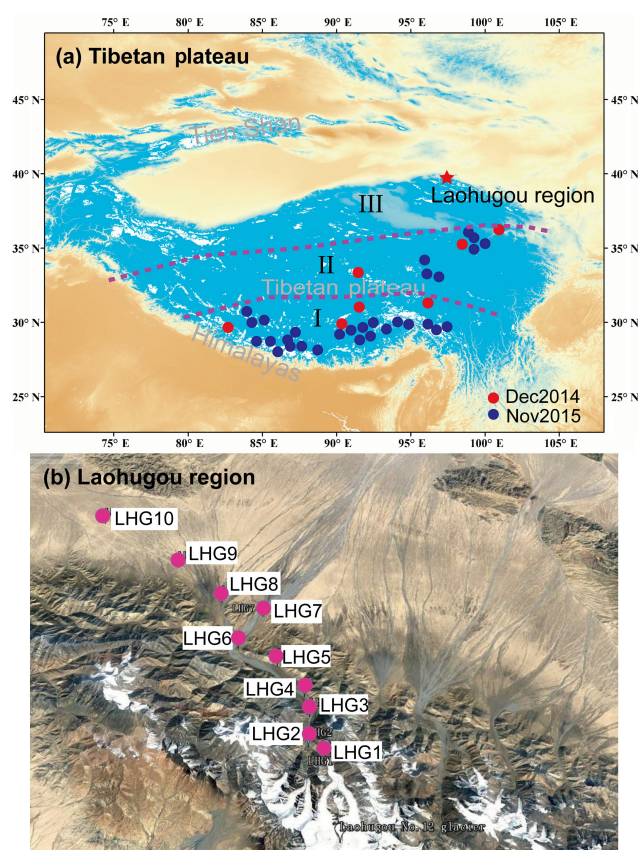 75° E 80° E 85° E 90° E 95° E 100° E 105° E
(a) Tibetan plateau
45° N 45° N
Tien Shan
40° N 40° N
III
Laohugou region
35° N 35° N
II
Tibetan plateau
I
30° N 30° N
Himalayas
Dec2014
25° N 25° N
Nov2015
75° E 80° E 85° E 90° E 95° E 100° E 105° E
(b) Laohugou region
LHG10
LHG9
LHG8
LHG7 LHG7
LHG6
LHG5
LHG4
LHG3
LHG2
LHG1
LHG1
Laohugou No.12 glacier